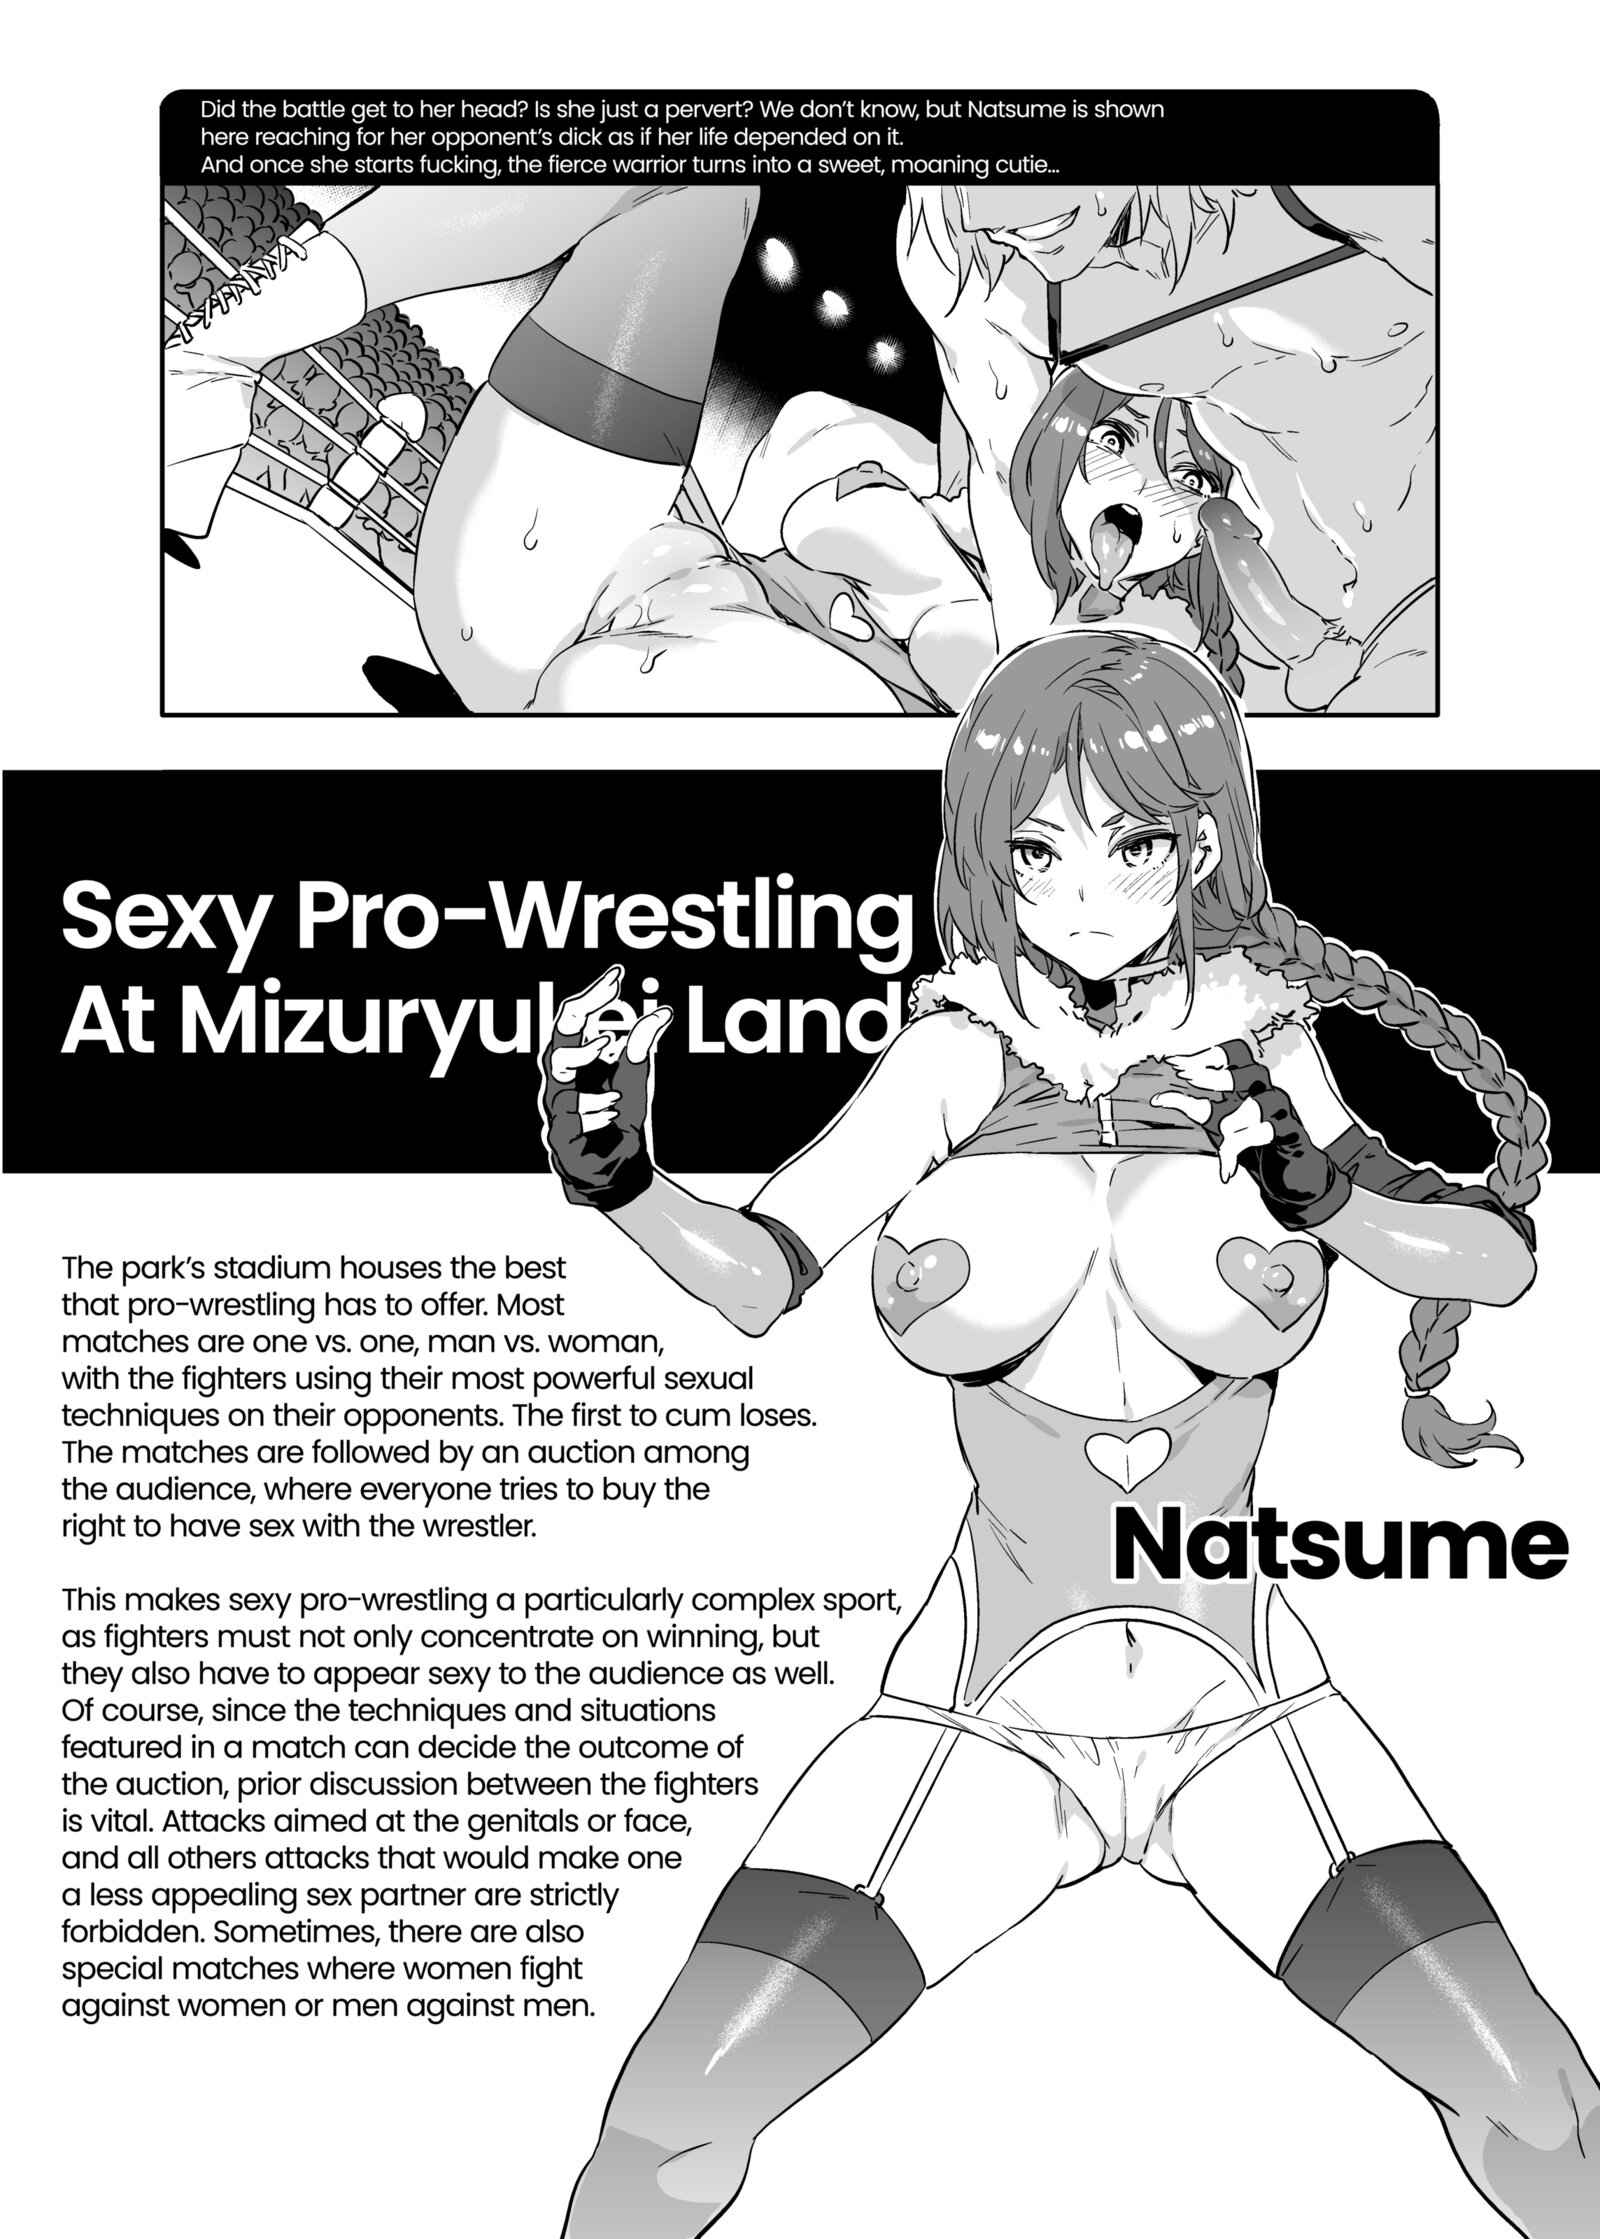 Did the battle get to her head? Is she just a pervert? We don't know, but Natsume is shown
here reaching for her opponent's dick as if her life depended on it.
And once she starts fucking, the fierce warrior turns into a sweet, moaning cutie...
Sexy Pro-Wrestling
At Mizuryukei Land
The park's stadium houses the best
that pro-wrestling has to offer. Most
matches are one vs. one, man vs. woman,
with the fighters using their most powerful sexual
techniques on their opponents. The first to cum loses.
The matches are followed by an auction among
the audience, where everyone tries to buy the
right to have sex with the wrestler.
Natsume
This makes sexy pro-wrestling a particularly complex sport,
as fighters must not only concentrate on winning, but
they also have to appear sexy to the audience as well.
Of course, since the techniques and situations
featured in a match can decide the outcome of
the auction, prior discussion between the fighters
is vital. Attacks aimed at the genitals or face,
and all others attacks that would make one
a less appealing sex partner are strictly
forbidden. Sometimes, there are also
special matches where women fight
against women or men against men.